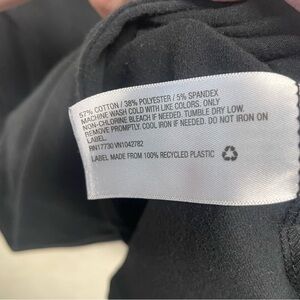 57% COTTON / 38% POLYESTER / 5% SPANDEX
MACHINE WASH COLD WITH LIKE COLORS. ONLY
NON-CHLORINE BLEACH IF NEEDED. TUMBLE DRY LOW.
REMOVE PROMPTLY. COOL IRON IF NEEDED. DO NOT IRON ON
LABEL.
RN17730 VN1042782
LABEL MADE FROM 100% RECYCLED PLASTIC